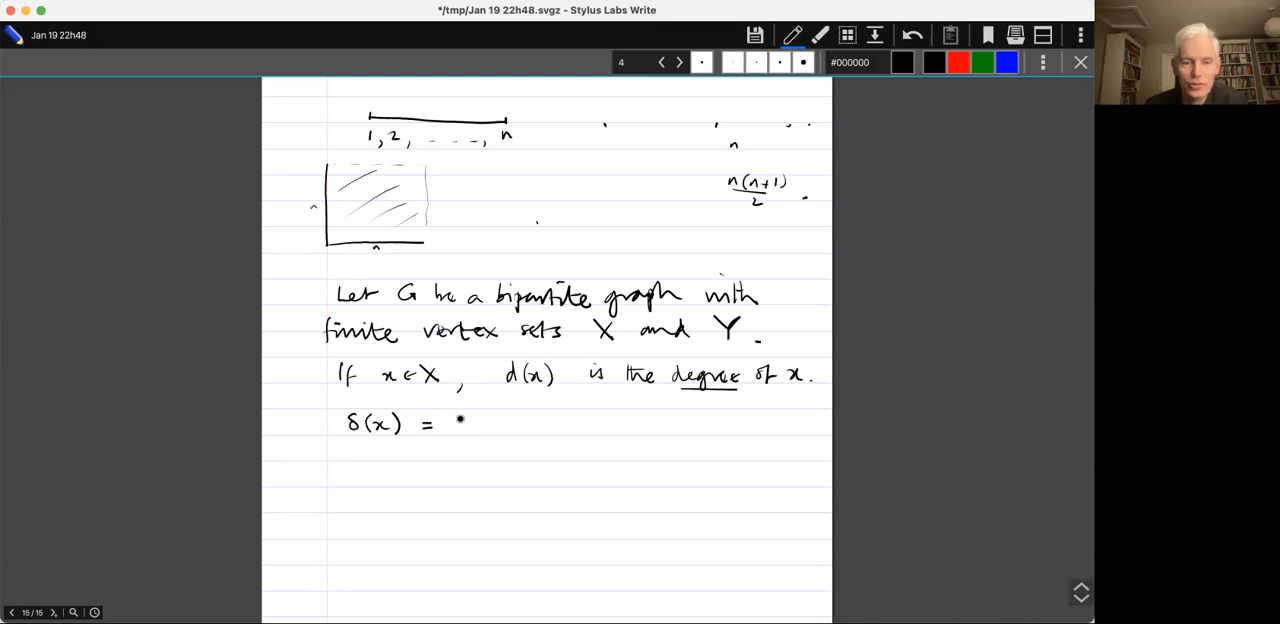 */tmp/Jan 19 22h48.svgz - Stylus Labs Write
Jan 19 22h48
4
#000000
1, 2, - - - -, n
n
n(n+1)
2
n
n
Let G be a bipartite graph with
finite vertex sets X and Y.
If x ∈ X, d(x) is the degree of x.
δ(x) =
15/15